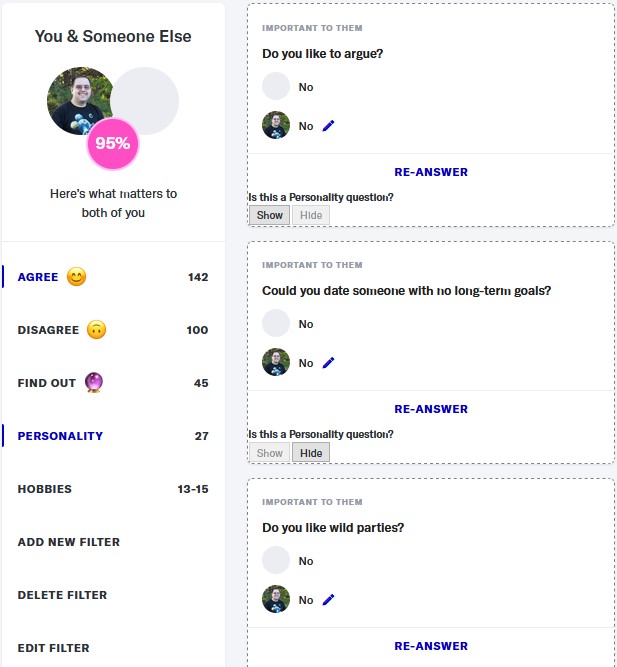 You & Someone Else
95%
Here's what matters to
both of you
AGREE 😊 142
DISAGREE 🙃 100
FIND OUT 🔮 45
PERSONALITY 27
HOBBIES 13-15
ADD NEW FILTER
DELETE FILTER
EDIT FILTER
IMPORTANT TO THEM
Do you like to argue?
No
No
RE-ANSWER
Is this a Personality question?
Show Hide
IMPORTANT TO THEM
Could you date someone with no long-term goals?
No
No
RE-ANSWER
Is this a Personality question?
Show Hide
IMPORTANT TO THEM
Do you like wild parties?
No
No
RE-ANSWER